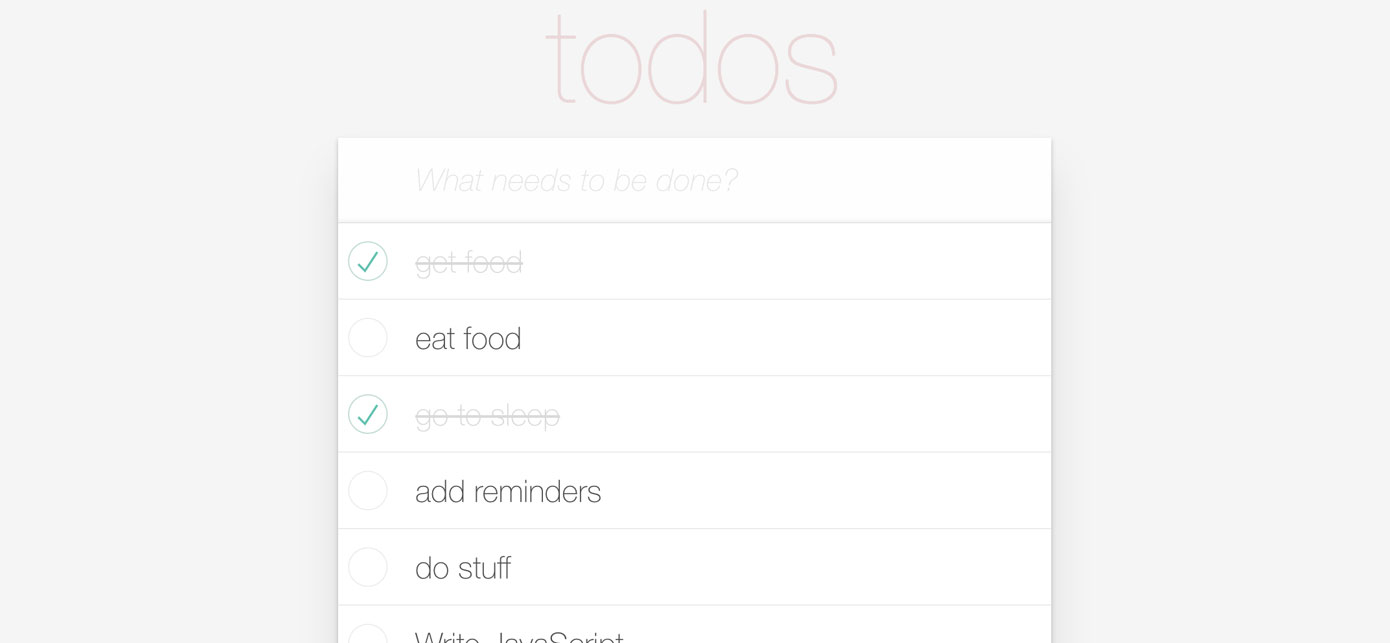 todos
What needs to be done?
get food
eat food
go to sleep
add reminders
do stuff
Write JavaScript